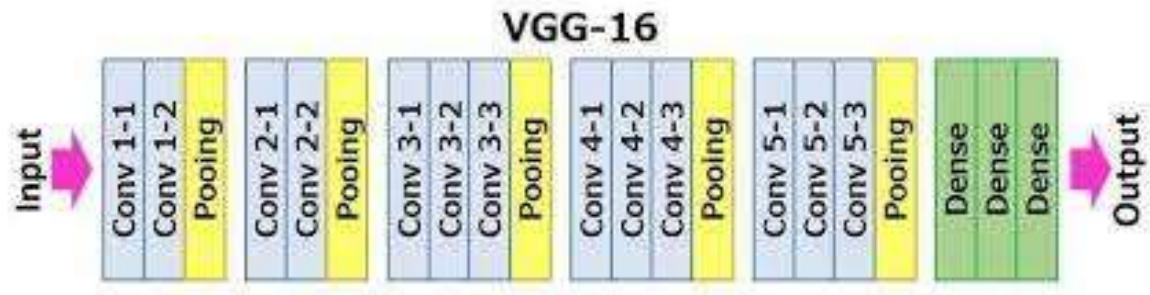 VGG-16
Input
Conv 1-1
Conv 1-2
Pooing
Conv 2-1
Conv 2-2
Pooing
Conv 3-1
Conv 3-2
Conv 3-3
Pooing
Conv 4-1
Conv 4-2
Conv 4-3
Pooing
Conv 5-1
Conv 5-2
Conv 5-3
Pooing
Dense
Dense
Dense
Output